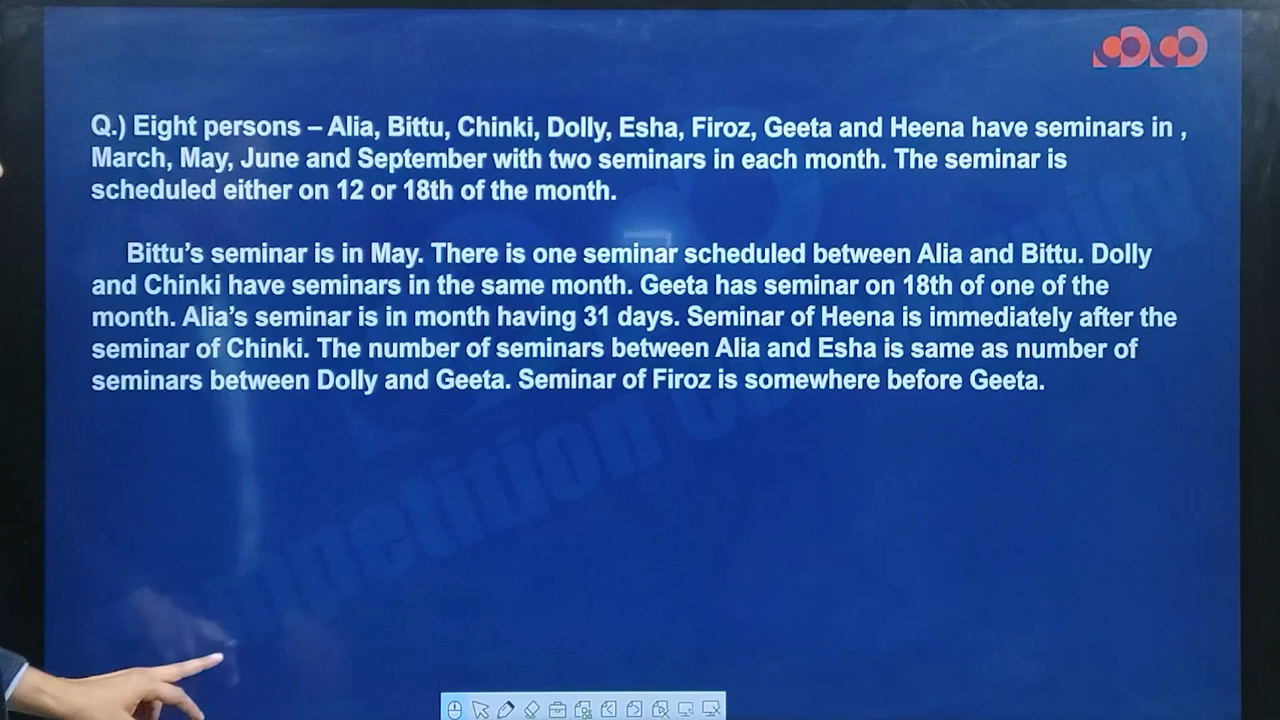 Q.) Eight persons – Alia, Bittu, Chinki, Dolly, Esha, Firoz, Geeta and Heena have seminars in ,
March, May, June and September with two seminars in each month. The seminar is
scheduled either on 12 or 18th of the month.
Bittu’s seminar is in May. There is one seminar scheduled between Alia and Bittu. Dolly
and Chinki have seminars in the same month. Geeta has seminar on 18th of one of the
month. Alia’s seminar is in month having 31 days. Seminar of Heena is immediately after the
seminar of Chinki. The number of seminars between Alia and Esha is same as number of
seminars between Dolly and Geeta. Seminar of Firoz is somewhere before Geeta.